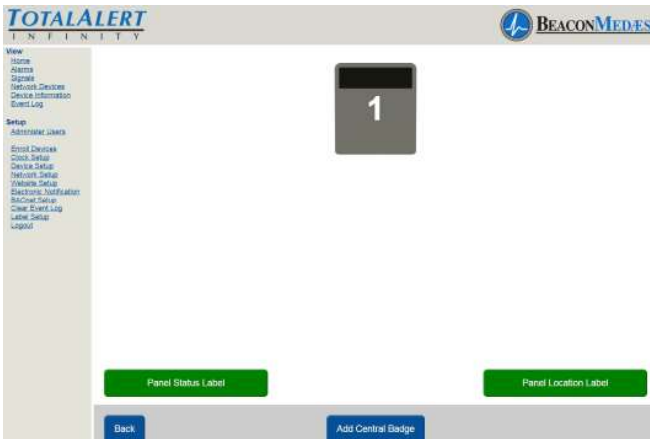 TOTALALERT
INFINITY
BEACONMEDÆS
View
Home
Alarms
Signals
Network Devices
Device Information
Event Log
Setup
Administer Users
Enroll Devices
Clock Setup
Device Setup
Network Setup
Website Setup
Electronic Notification
BACnet Setup
Clear Event Log
Label Setup
Logout
1
Panel Status Label
Panel Location Label
Back
Add Central Badge